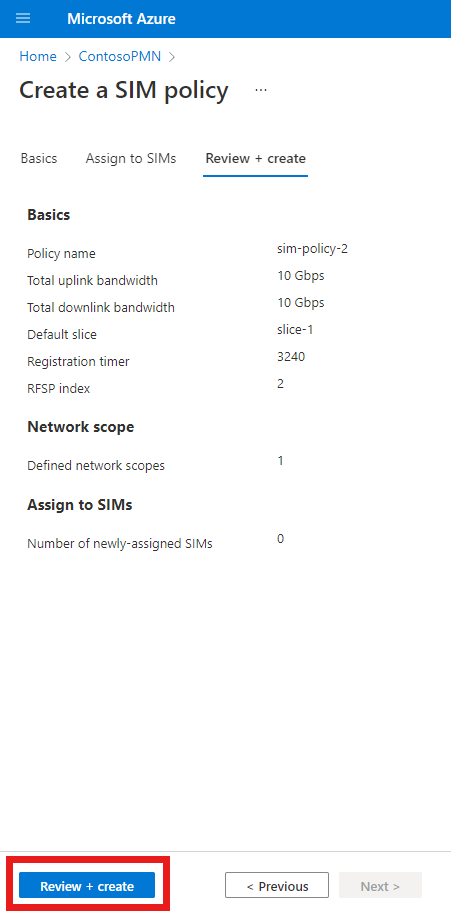 Microsoft Azure
Home > ContosoPMN >
Create a SIM policy ...
Basics Assign to SIMs Review + create
Basics
Policy name sim-policy-2
Total uplink bandwidth 10 Gbps
Total downlink bandwidth 10 Gbps
Default slice slice-1
Registration timer 3240
RFSP index 2
Network scope
Defined network scopes 1
Assign to SIMs
Number of newly-assigned SIMs 0
Review + create < Previous Next >